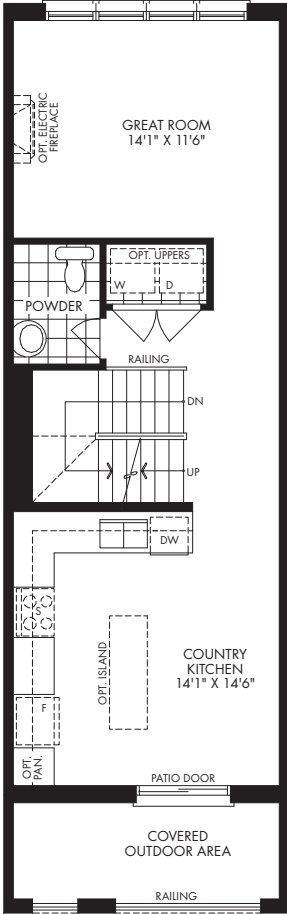 GREAT ROOM
14'1" X 11'6"
OPT. ELECTRIC
FIREPLACE
OPT. UPPERS
W
D
POWDER
RAILING
DN
UP
DW
S
COUNTRY
KITCHEN
14'1" X 14'6"
OPT. ISLAND
F
OPT.
PAN.
PATIO DOOR
COVERED
OUTDOOR AREA
RAILING